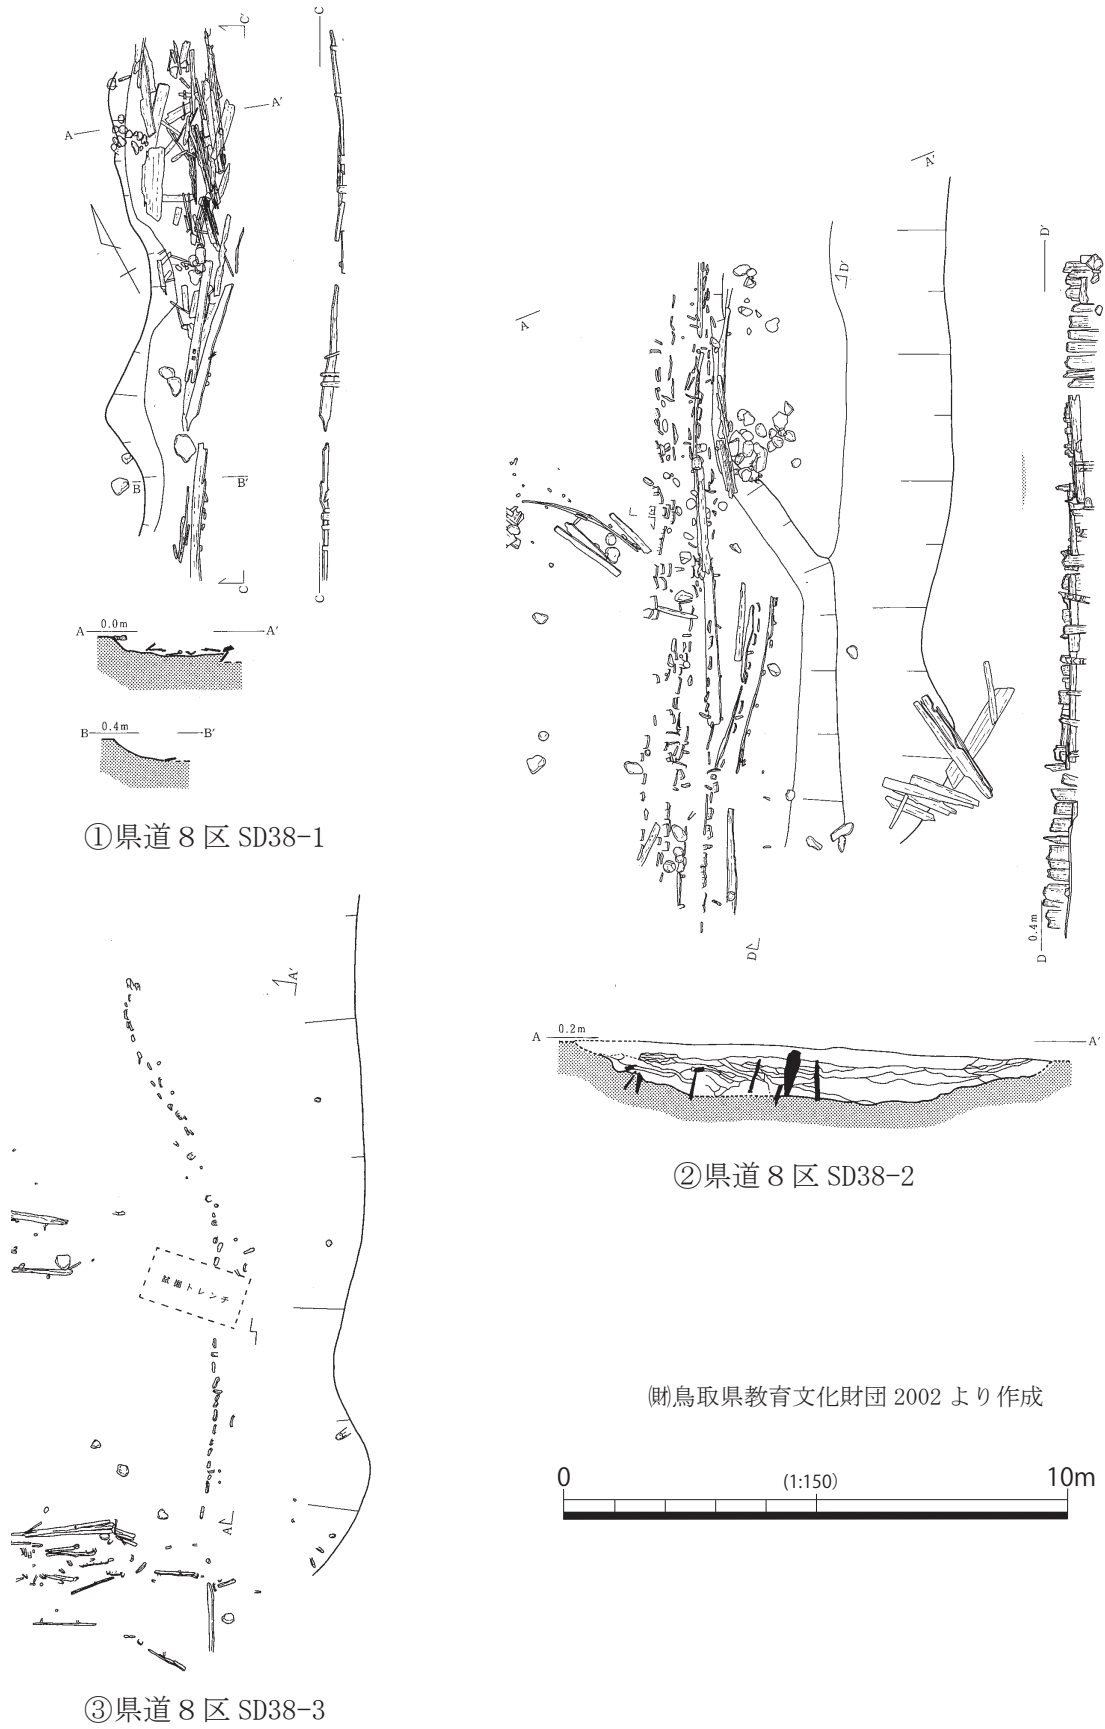 C'
C
A'
A
B
B'
C
C
A 0.0m A'
B 0.4m B'
①県道８区 SD38-1
A'
D'
D'
A
D
0.4m
D
A 0.2m A'
②県道８区 SD38-2
A'
試掘トレンチ
A
③県道８区 SD38-3
㈶鳥取県教育文化財団 2002 より作成
0 (1:150) 10m